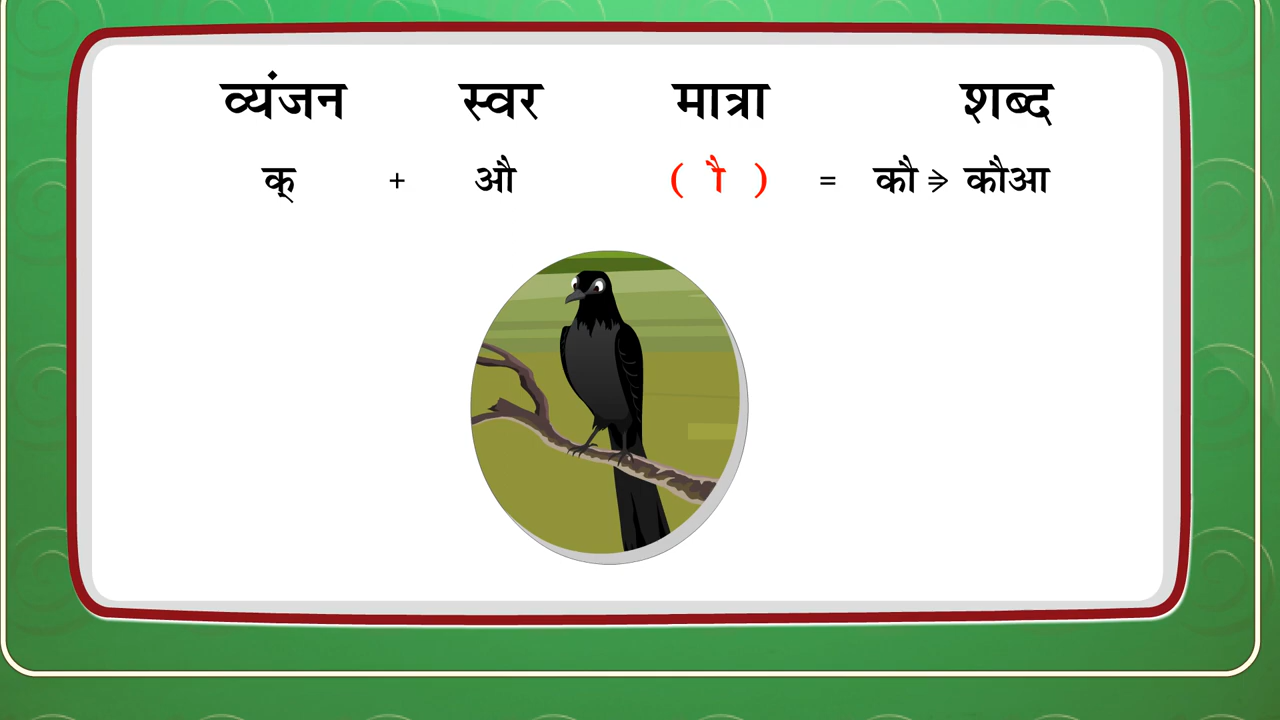 व्यंजन स्वर मात्रा शब्द
क् + औ ( ौ ) = कौ ⇒ कौआ